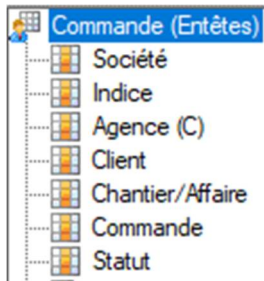 Commande (Entêtes)
Société
Indice
Agence (C)
Client
Chantier/Affaire
Commande
Statut